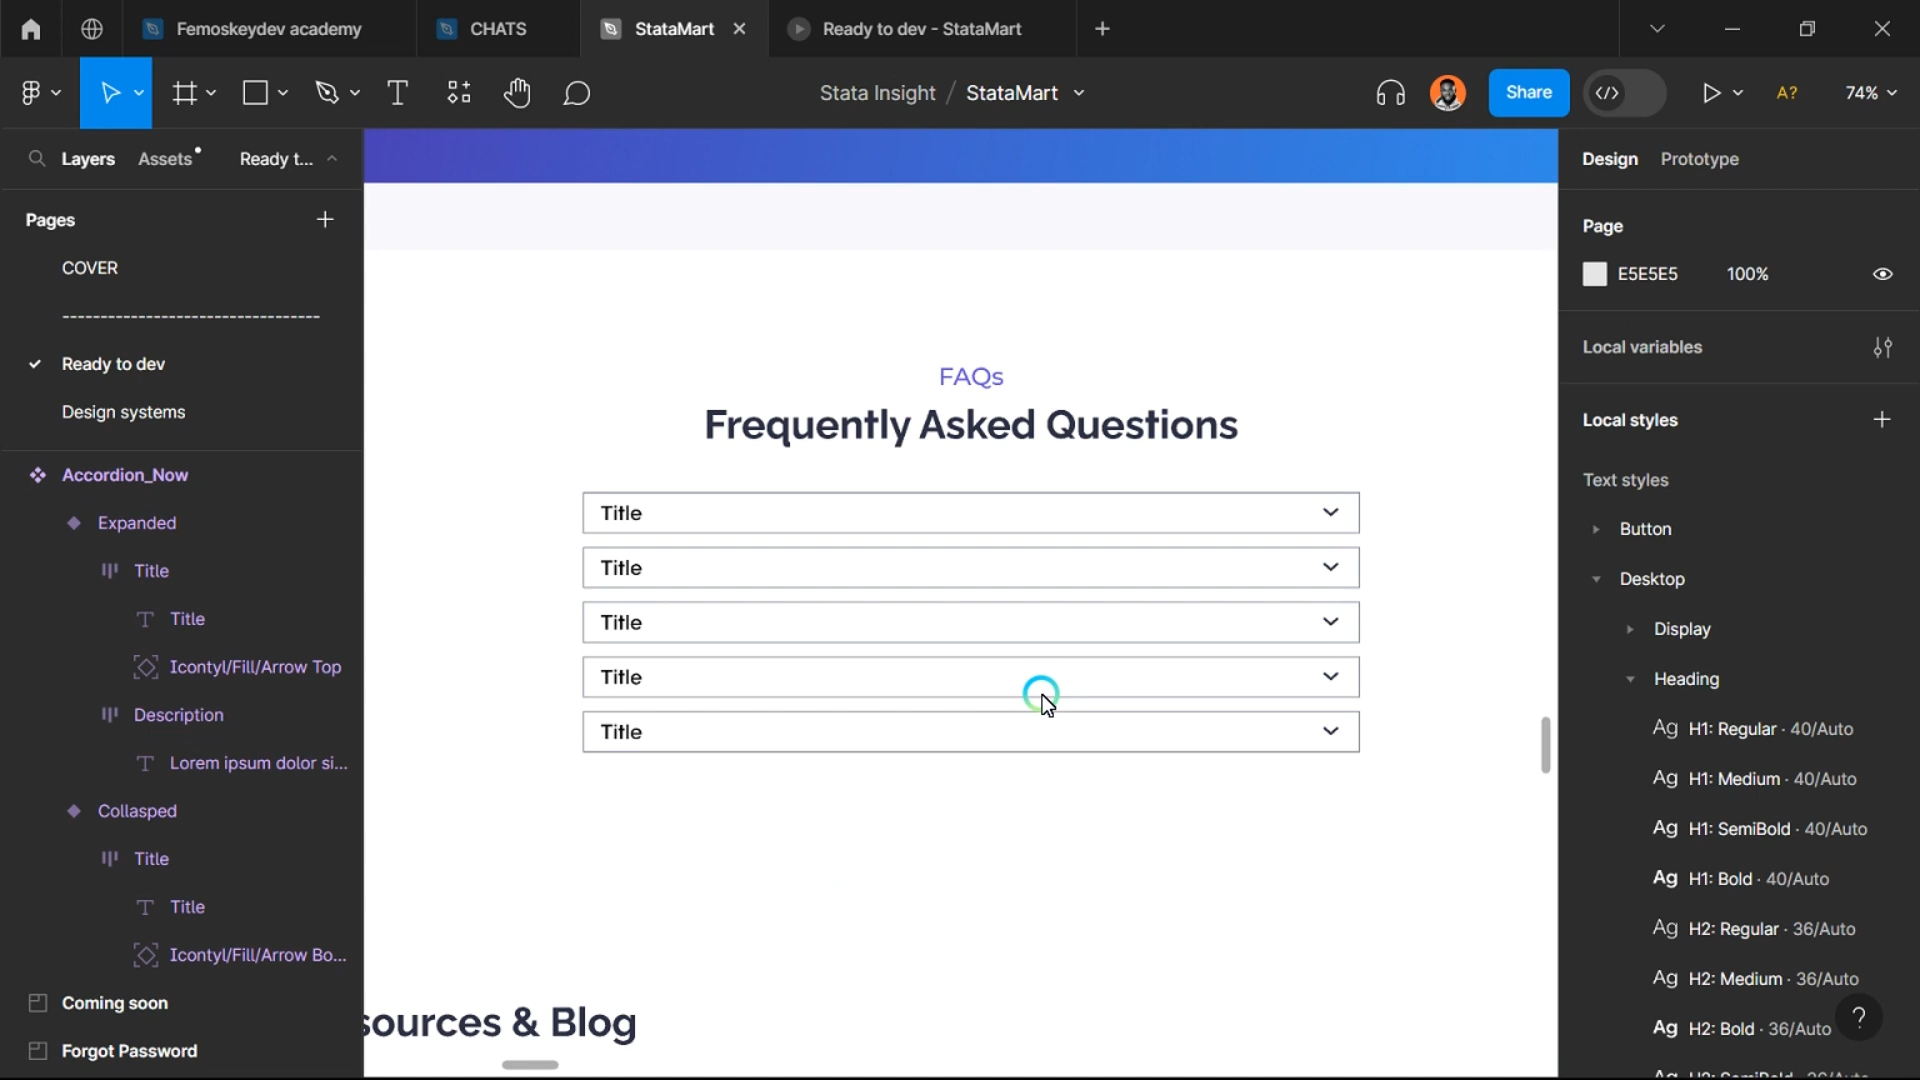 Femoskeydev academy
CHATS
StataMart
Ready to dev - StataMart
Stata Insight / StataMart
Share
A?
74%
Layers
Assets
Ready t...
Design
Prototype
Pages
COVER
---------------------------------
Ready to dev
Design systems
Accordion_Now
Expanded
Title
Title
Icontyl/Fill/Arrow Top
Description
Lorem ipsum dolor si...
Collasped
Title
Title
Icontyl/Fill/Arrow Bo...
Coming soon
Forgot Password
FAQs
Frequently Asked Questions
Title
Title
Title
Title
Title
sources & Blog
Page
E5E5E5 100%
Local variables
Local styles
Text styles
Button
Desktop
Display
Heading
Ag H1: Regular · 40/Auto
Ag H1: Medium · 40/Auto
Ag H1: SemiBold · 40/Auto
Ag H1: Bold · 40/Auto
Ag H2: Regular · 36/Auto
Ag H2: Medium · 36/Auto
Ag H2: Bold · 36/Auto
?